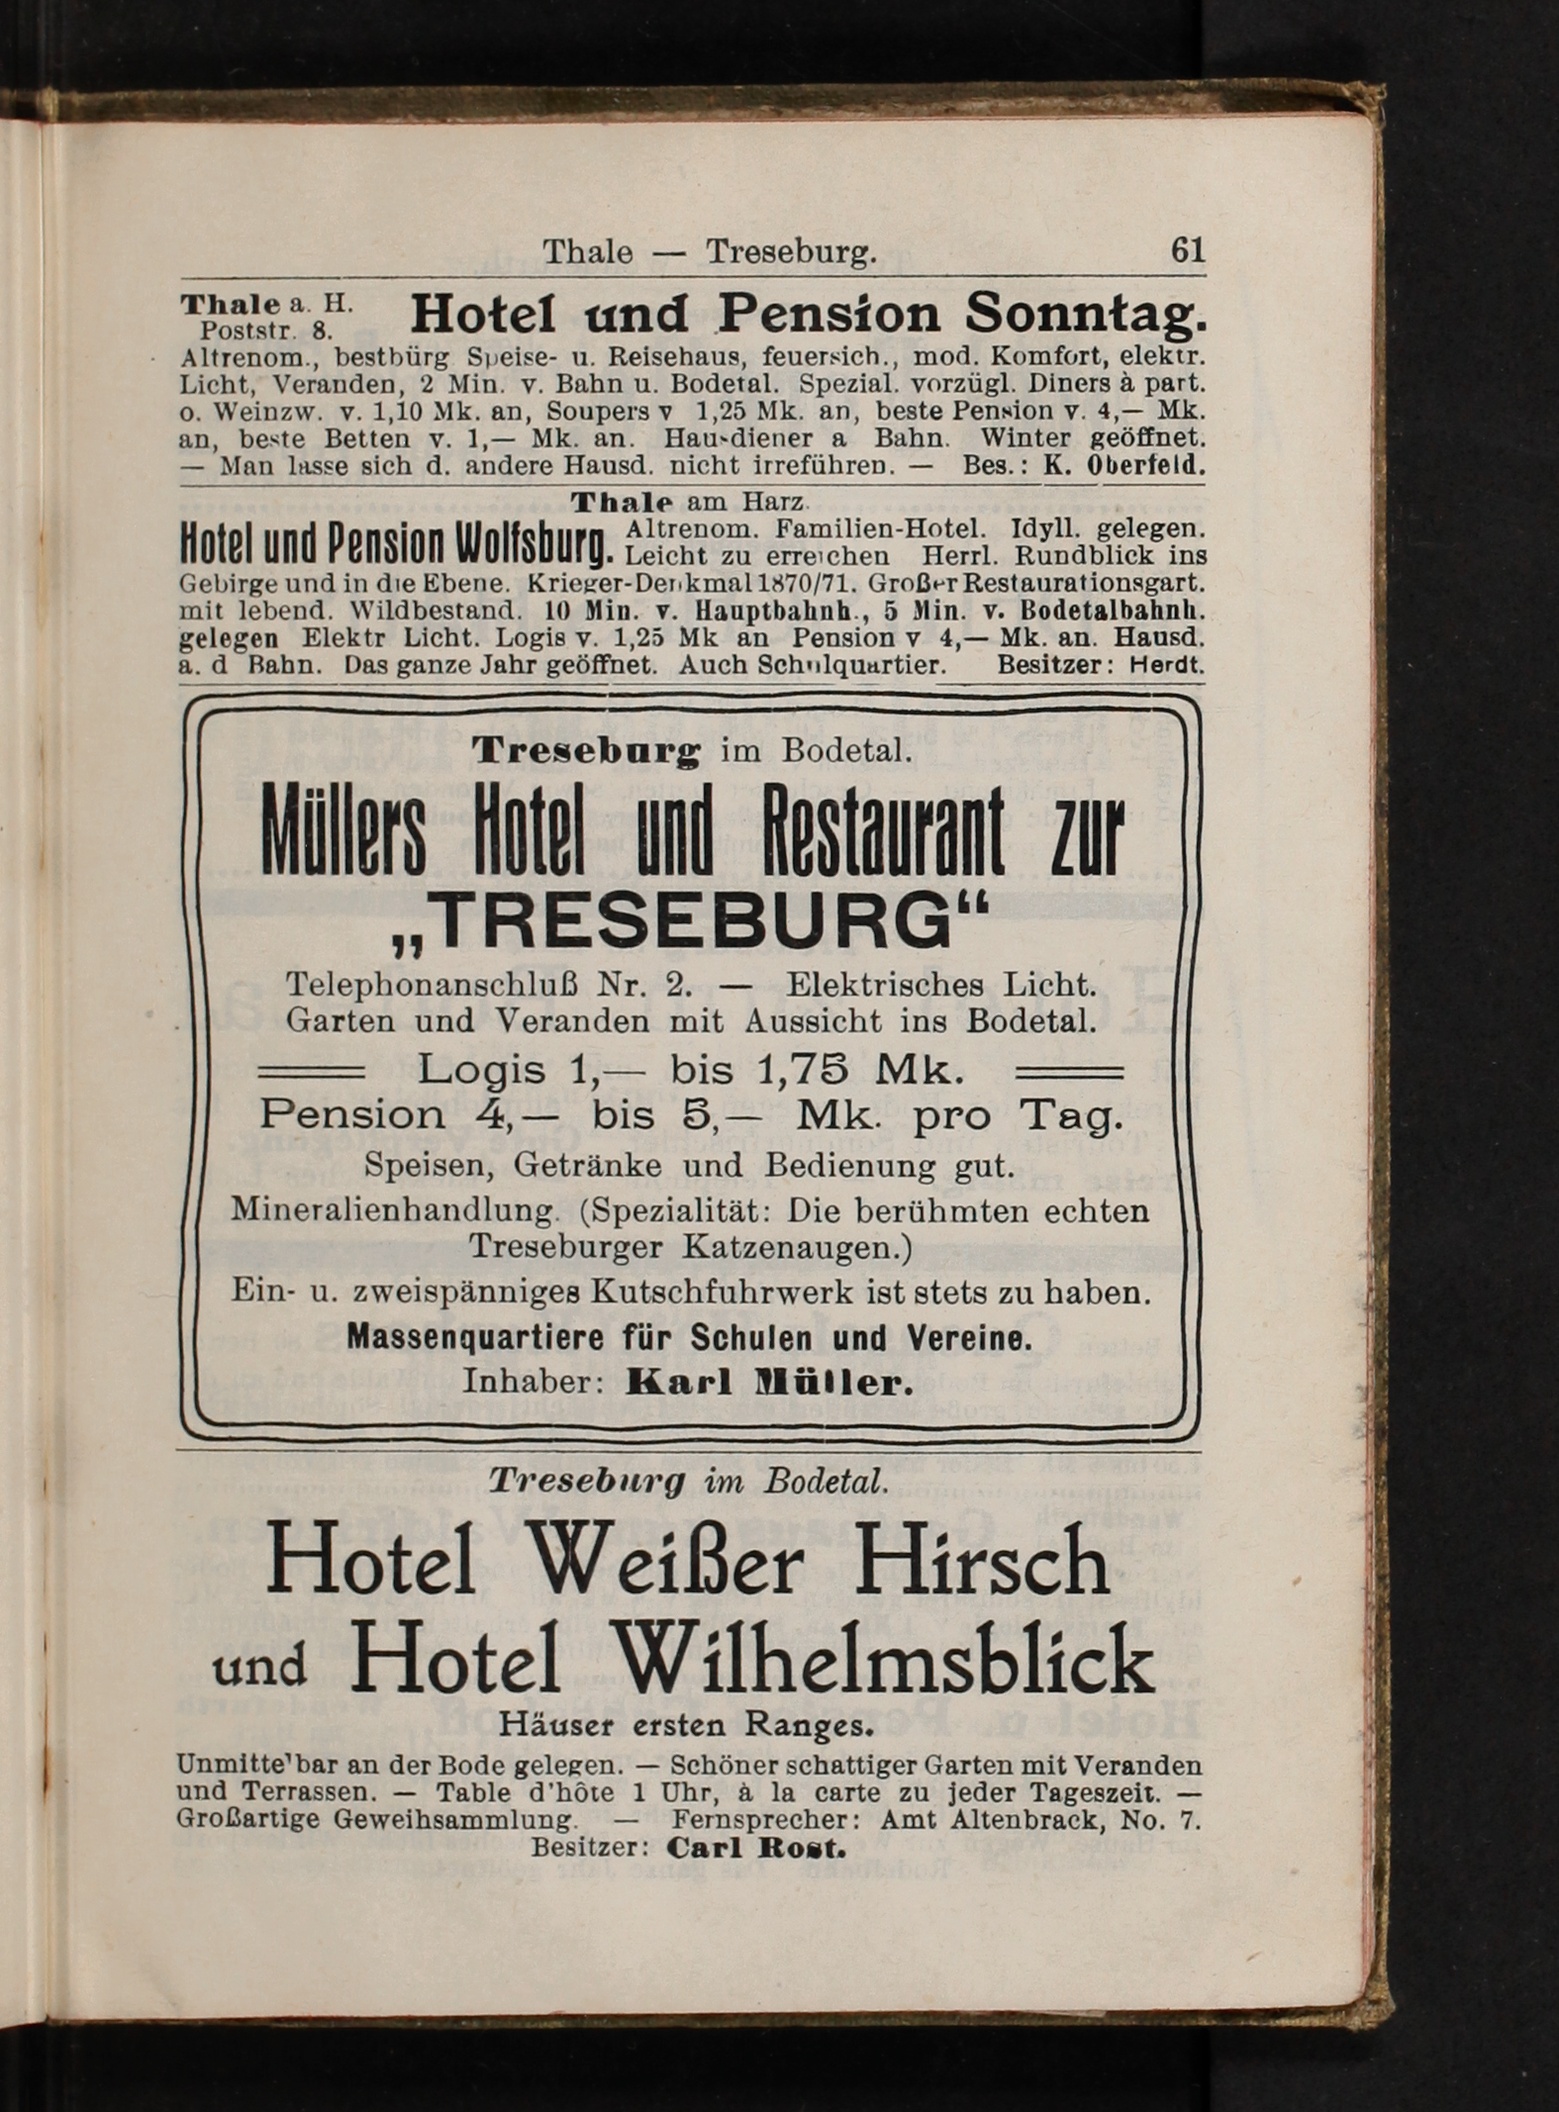 Thale — Treseburg. 61
Thale a. H.
Poststr. 8.
Hotel und Pension Sonntag.
Altrenom., bestbürg Speise- u. Reisehaus, feuersich., mod. Komfort, elektr.
Licht, Veranden, 2 Min. v. Bahn u. Bodetal. Spezial. vorzügl. Diners à part.
o. Weinzw. v. 1,10 Mk. an, Soupers v 1,25 Mk. an, beste Pension v. 4,— Mk.
an, beste Betten v. 1,— Mk. an. Hausdiener a Bahn. Winter geöffnet.
— Man lasse sich d. andere Hausd. nicht irreführen. — Bes.: K. Oberfeld.
Thale am Harz.
Hotel und Pension Wolfsburg.
Altrenom. Familien-Hotel. Idyll. gelegen.
Leicht zu erreichen Herrl. Rundblick ins
Gebirge und in die Ebene. Krieger-Denkmal 1870/71. Großer Restaurationsgart.
mit lebend. Wildbestand. 10 Min. v. Hauptbahnh., 5 Min. v. Bodetalbahnh.
gelegen Elektr Licht. Logis v. 1,25 Mk an Pension v 4,— Mk. an. Hausd.
a. d Bahn. Das ganze Jahr geöffnet. Auch Schulquartier. Besitzer: Herdt.
Treseburg im Bodetal.
Müllers Hotel und Restaurant zur
„TRESEBURG“
Telephonanschluß Nr. 2. — Elektrisches Licht.
Garten und Veranden mit Aussicht ins Bodetal.
Logis 1,— bis 1,75 Mk.
Pension 4,— bis 5,— Mk. pro Tag.
Speisen, Getränke und Bedienung gut.
Mineralienhandlung. (Spezialität: Die berühmten echten
Treseburger Katzenaugen.)
Ein- u. zweispänniges Kutschfuhrwerk ist stets zu haben.
Massenquartiere für Schulen und Vereine.
Inhaber: Karl Müller.
Treseburg im Bodetal.
Hotel Weißer Hirsch
und Hotel Wilhelmsblick
Häuser ersten Ranges.
Unmittelbar an der Bode gelegen. — Schöner schattiger Garten mit Veranden
und Terrassen. — Table d'hôte 1 Uhr, à la carte zu jeder Tageszeit. —
Großartige Geweihsammlung. — Fernsprecher: Amt Altenbrack, No. 7.
Besitzer: Carl Rost.